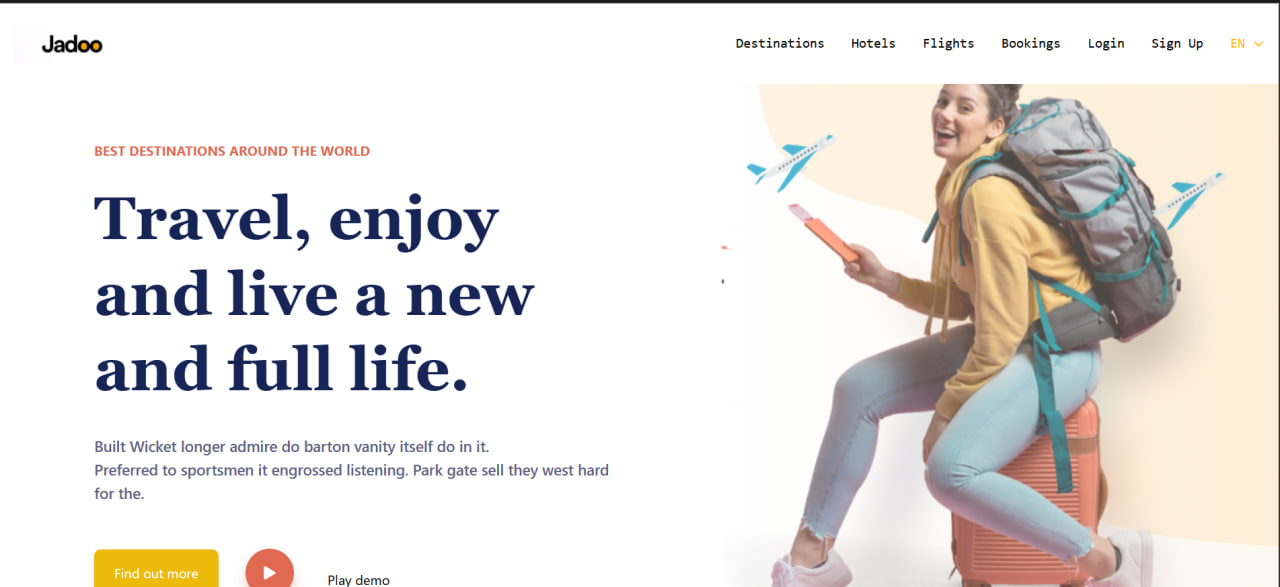 Jadoo
Destinations Hotels Flights Bookings Login Sign Up EN
BEST DESTINATIONS AROUND THE WORLD
Travel, enjoy
and live a new
and full life.
Built Wicket longer admire do barton vanity itself do in it.
Preferred to sportsmen it engrossed listening. Park gate sell they west hard
for the.
Find out more
Play demo